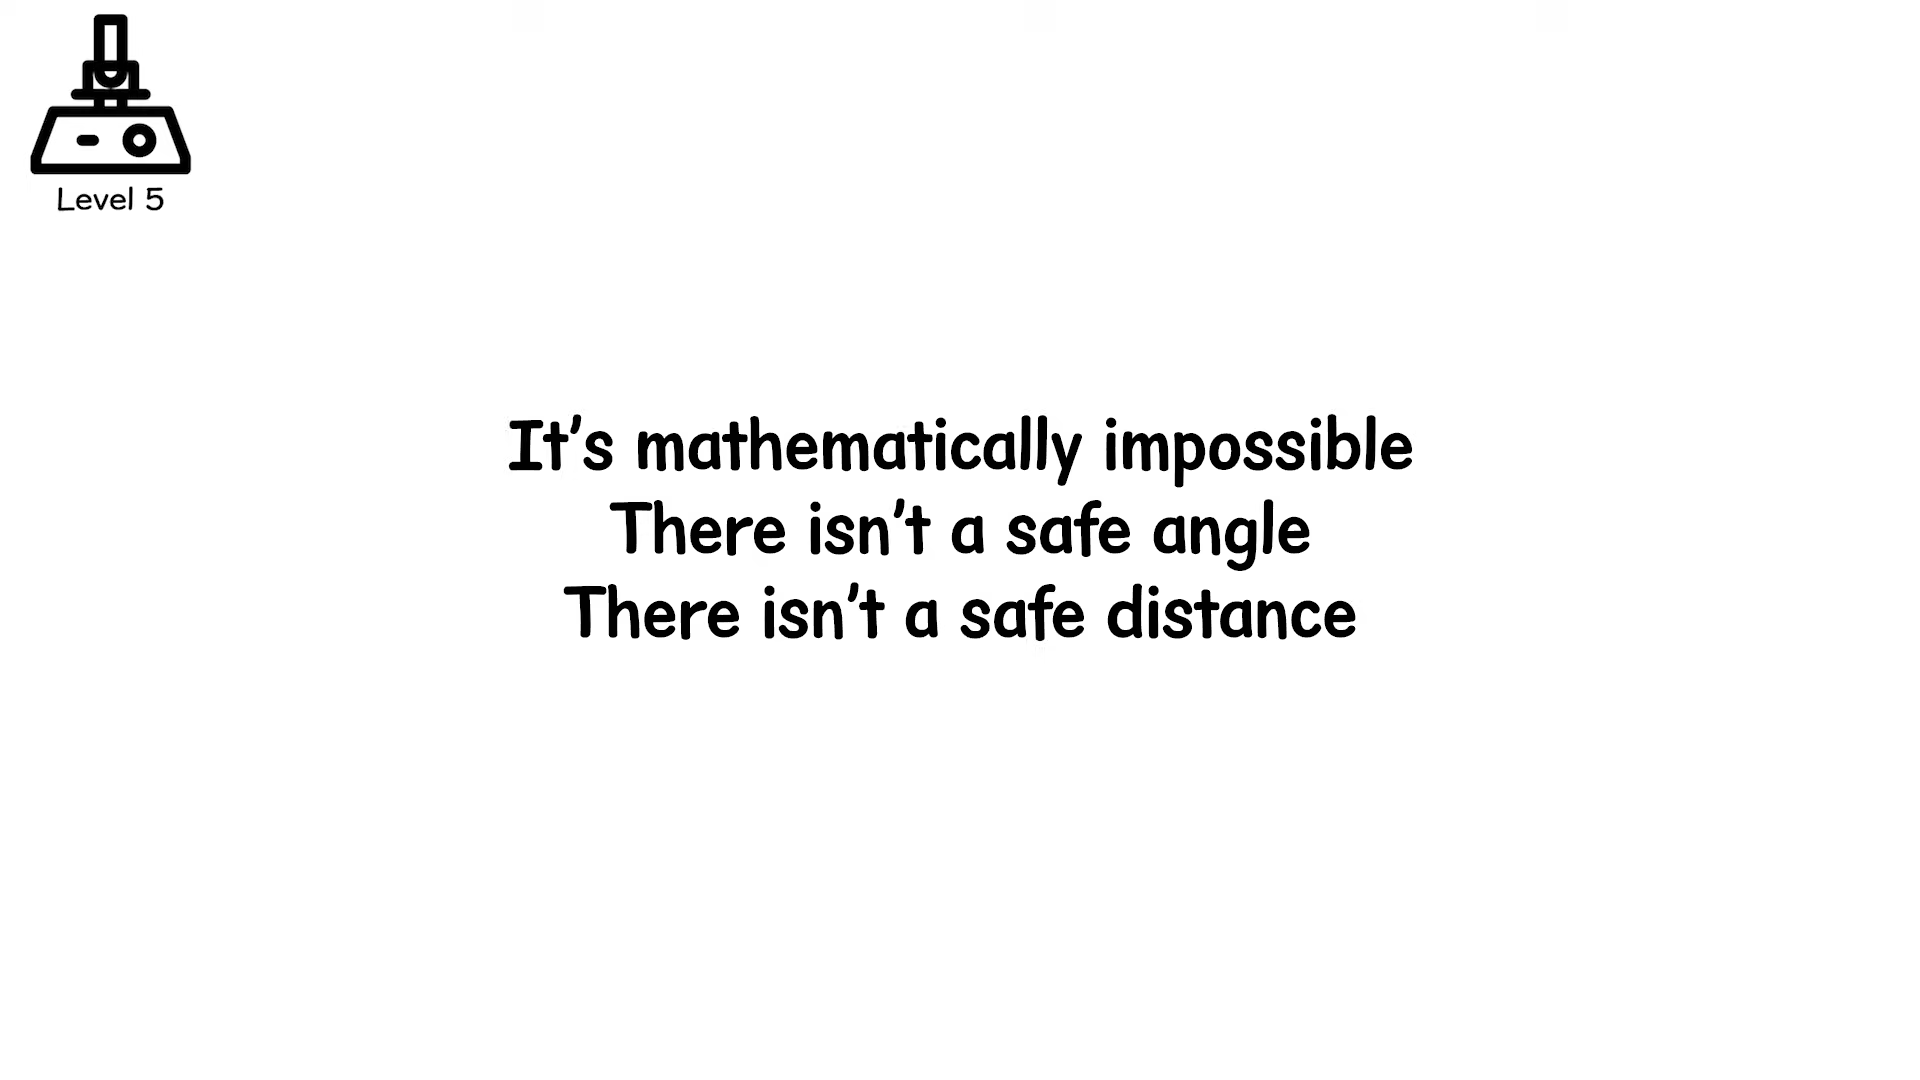 Level 5
It's mathematically impossible
There isn't a safe angle
There isn't a safe distance